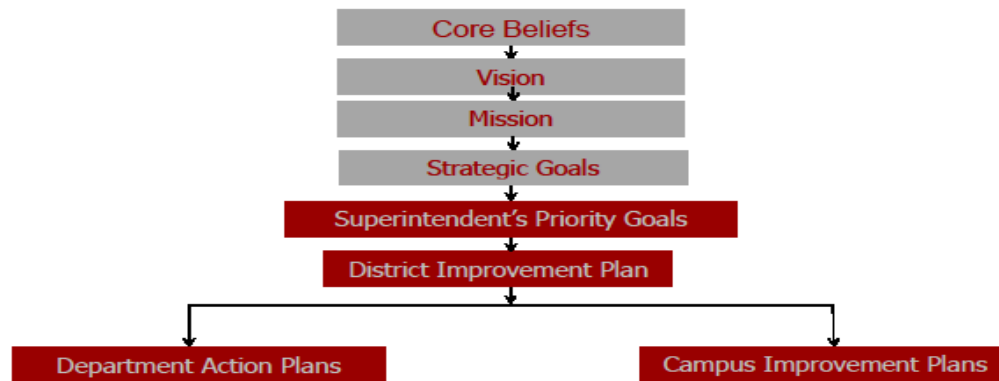 Core Beliefs
Vision
Mission
Strategic Goals
Superintendent's Priority Goals
District Improvement Plan
Department Action Plans
Campus Improvement Plans